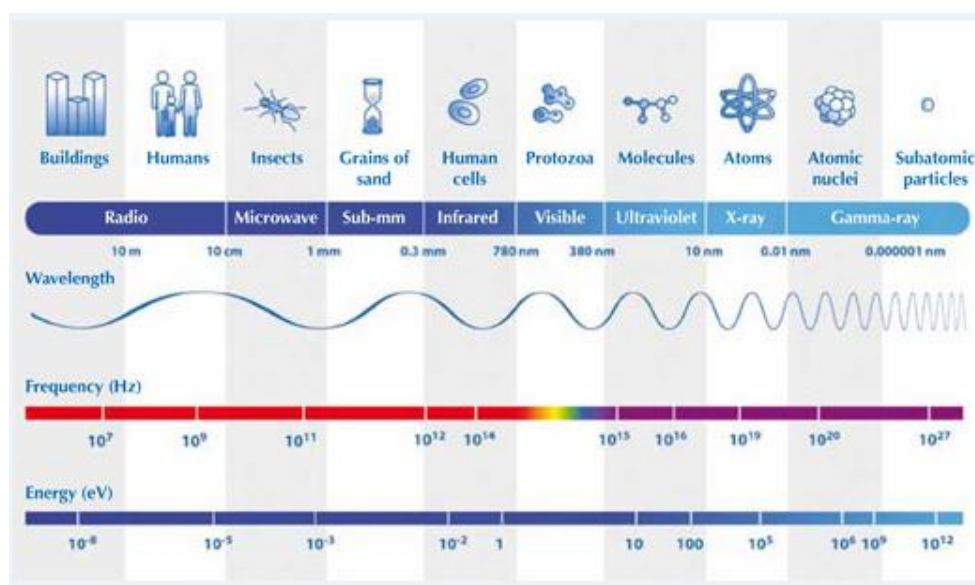 Buildings Humans Insects Grains of sand Human cells Protozoa Molecules Atoms Atomic nuclei Subatomic particles
Radio Microwave Sub-mm Infrared Visible Ultraviolet X-ray Gamma-ray
10 m 10 cm 1 mm 0.3 mm 780 nm 380 nm 10 nm 0.01 nm 0.000001 nm
Wavelength
Frequency (Hz)
10⁷ 10⁹ 10¹¹ 10¹² 10¹⁴ 10¹⁵ 10¹⁶ 10¹⁹ 10²⁰ 10²⁷
Energy (eV)
10⁻⁸ 10⁻⁵ 10⁻³ 10⁻² 1 10 100 10⁵ 10⁶ 10⁹ 10¹²